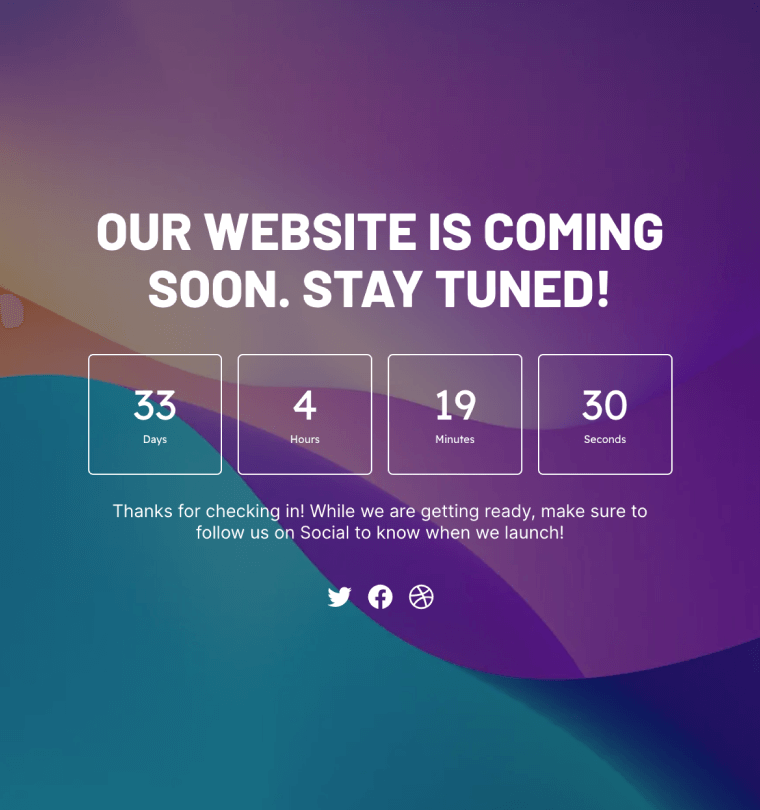 OUR WEBSITE IS COMING
SOON. STAY TUNED!
33
Days
4
Hours
19
Minutes
30
Seconds
Thanks for checking in! While we are getting ready, make sure to
follow us on Social to know when we launch!